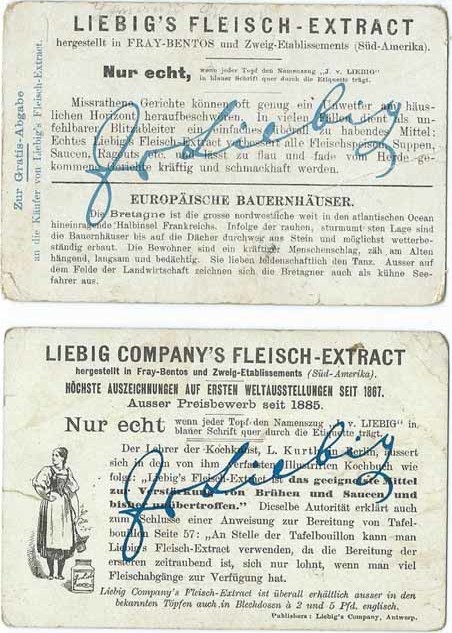 LIEBIG'S FLEISCH-EXTRACT
hergestellt in FRAY-BENTOS und Zweig-Etablissements (Süd-Amerika).
Nur echt, wenn jeder Topf den Namenszug „J. v. LIEBIG" in blauer Schrift quer durch die Etiquette trägt.
Missrathene Gerichte können oft genug ein Unwetter am häus-
lichen Horizont heraufbeschwören. In vielen Fällen dient als un-
fehlbarer Blitzableiter ein einfaches, überall zu habendes Mittel:
Echtes Liebig's Fleisch-Extract womit alle Fleischspeisen, Suppen,
Saucen, Ragouts etc. und lässt zu flau und fade vom Herde ge-
kommene Gerichte kräftig und schmackhaft werden.
Zur Gratis-Abgabe
an die Käufer von Liebig's Fleisch-Extract.
J v Liebig
EUROPÄISCHE BAUERNHÄUSER.
Die Bretagne ist die grosse nordwestliche weit in den atlantischen Ocean
hineinragende Halbinsel Frankreichs. Infolge der rauhen, sturmumtosten Lage sind
die Bauernhäuser bis auf die Dächer durchweg aus Stein und möglichst wetterbe-
ständig erbaut. Die Bewohner sind ein kräftiger Menschenschlag, zäh am Alten
hängend, langsam und bedächtig. Sie lieben leidenschaftlich den Tanz. Ausser auf
dem Felde der Landwirtschaft zeichnen sich die Bretagner auch als kühne See-
fahrer aus.
LIEBIG COMPANY'S FLEISCH-EXTRACT
hergestellt in Fray-Bentos und Zweig-Etablissements (Süd-Amerika).
HÖCHSTE AUSZEICHNUNGEN AUF ERSTEN WELTAUSSTELLUNGEN SEIT 1867.
Ausser Preisbewerb seit 1885.
Nur echt wenn jeder Topf den Namenszug „J. v. LIEBIG" in blauer Schrift quer durch die Etiquette trägt.
Der Lehrer der Kochkunst, L. Kurth, Berlin, äussert
sich in dem von ihm verfassten Illustrirten Kochbuch wie
folgt: „Liebig's Fleisch-Extract ist das geeignetste Mittel
zur Verstärkung von Brühen und Saucen und
bisher unübertroffen." Dieselbe Autorität erklärt auch
zum Schlusse einer Anweisung zur Bereitung von Tafel-
bouillon Seite 57: „An Stelle der Tafelbouillon kann man
Liebig's Fleisch-Extract verwenden, da die Bereitung der
ersteren zeitraubend ist, sich nur lohnt, wenn man viel
Fleischabgänge zur Verfügung hat.
J v Liebig
Liebig Company's Fleisch-Extract ist überall erhältlich ausser in den
bekannten Töpfen auch in Blechdosen à 2 und 5 Pfd. englisch.
Publishers: Liebig's Company, Antwerp.